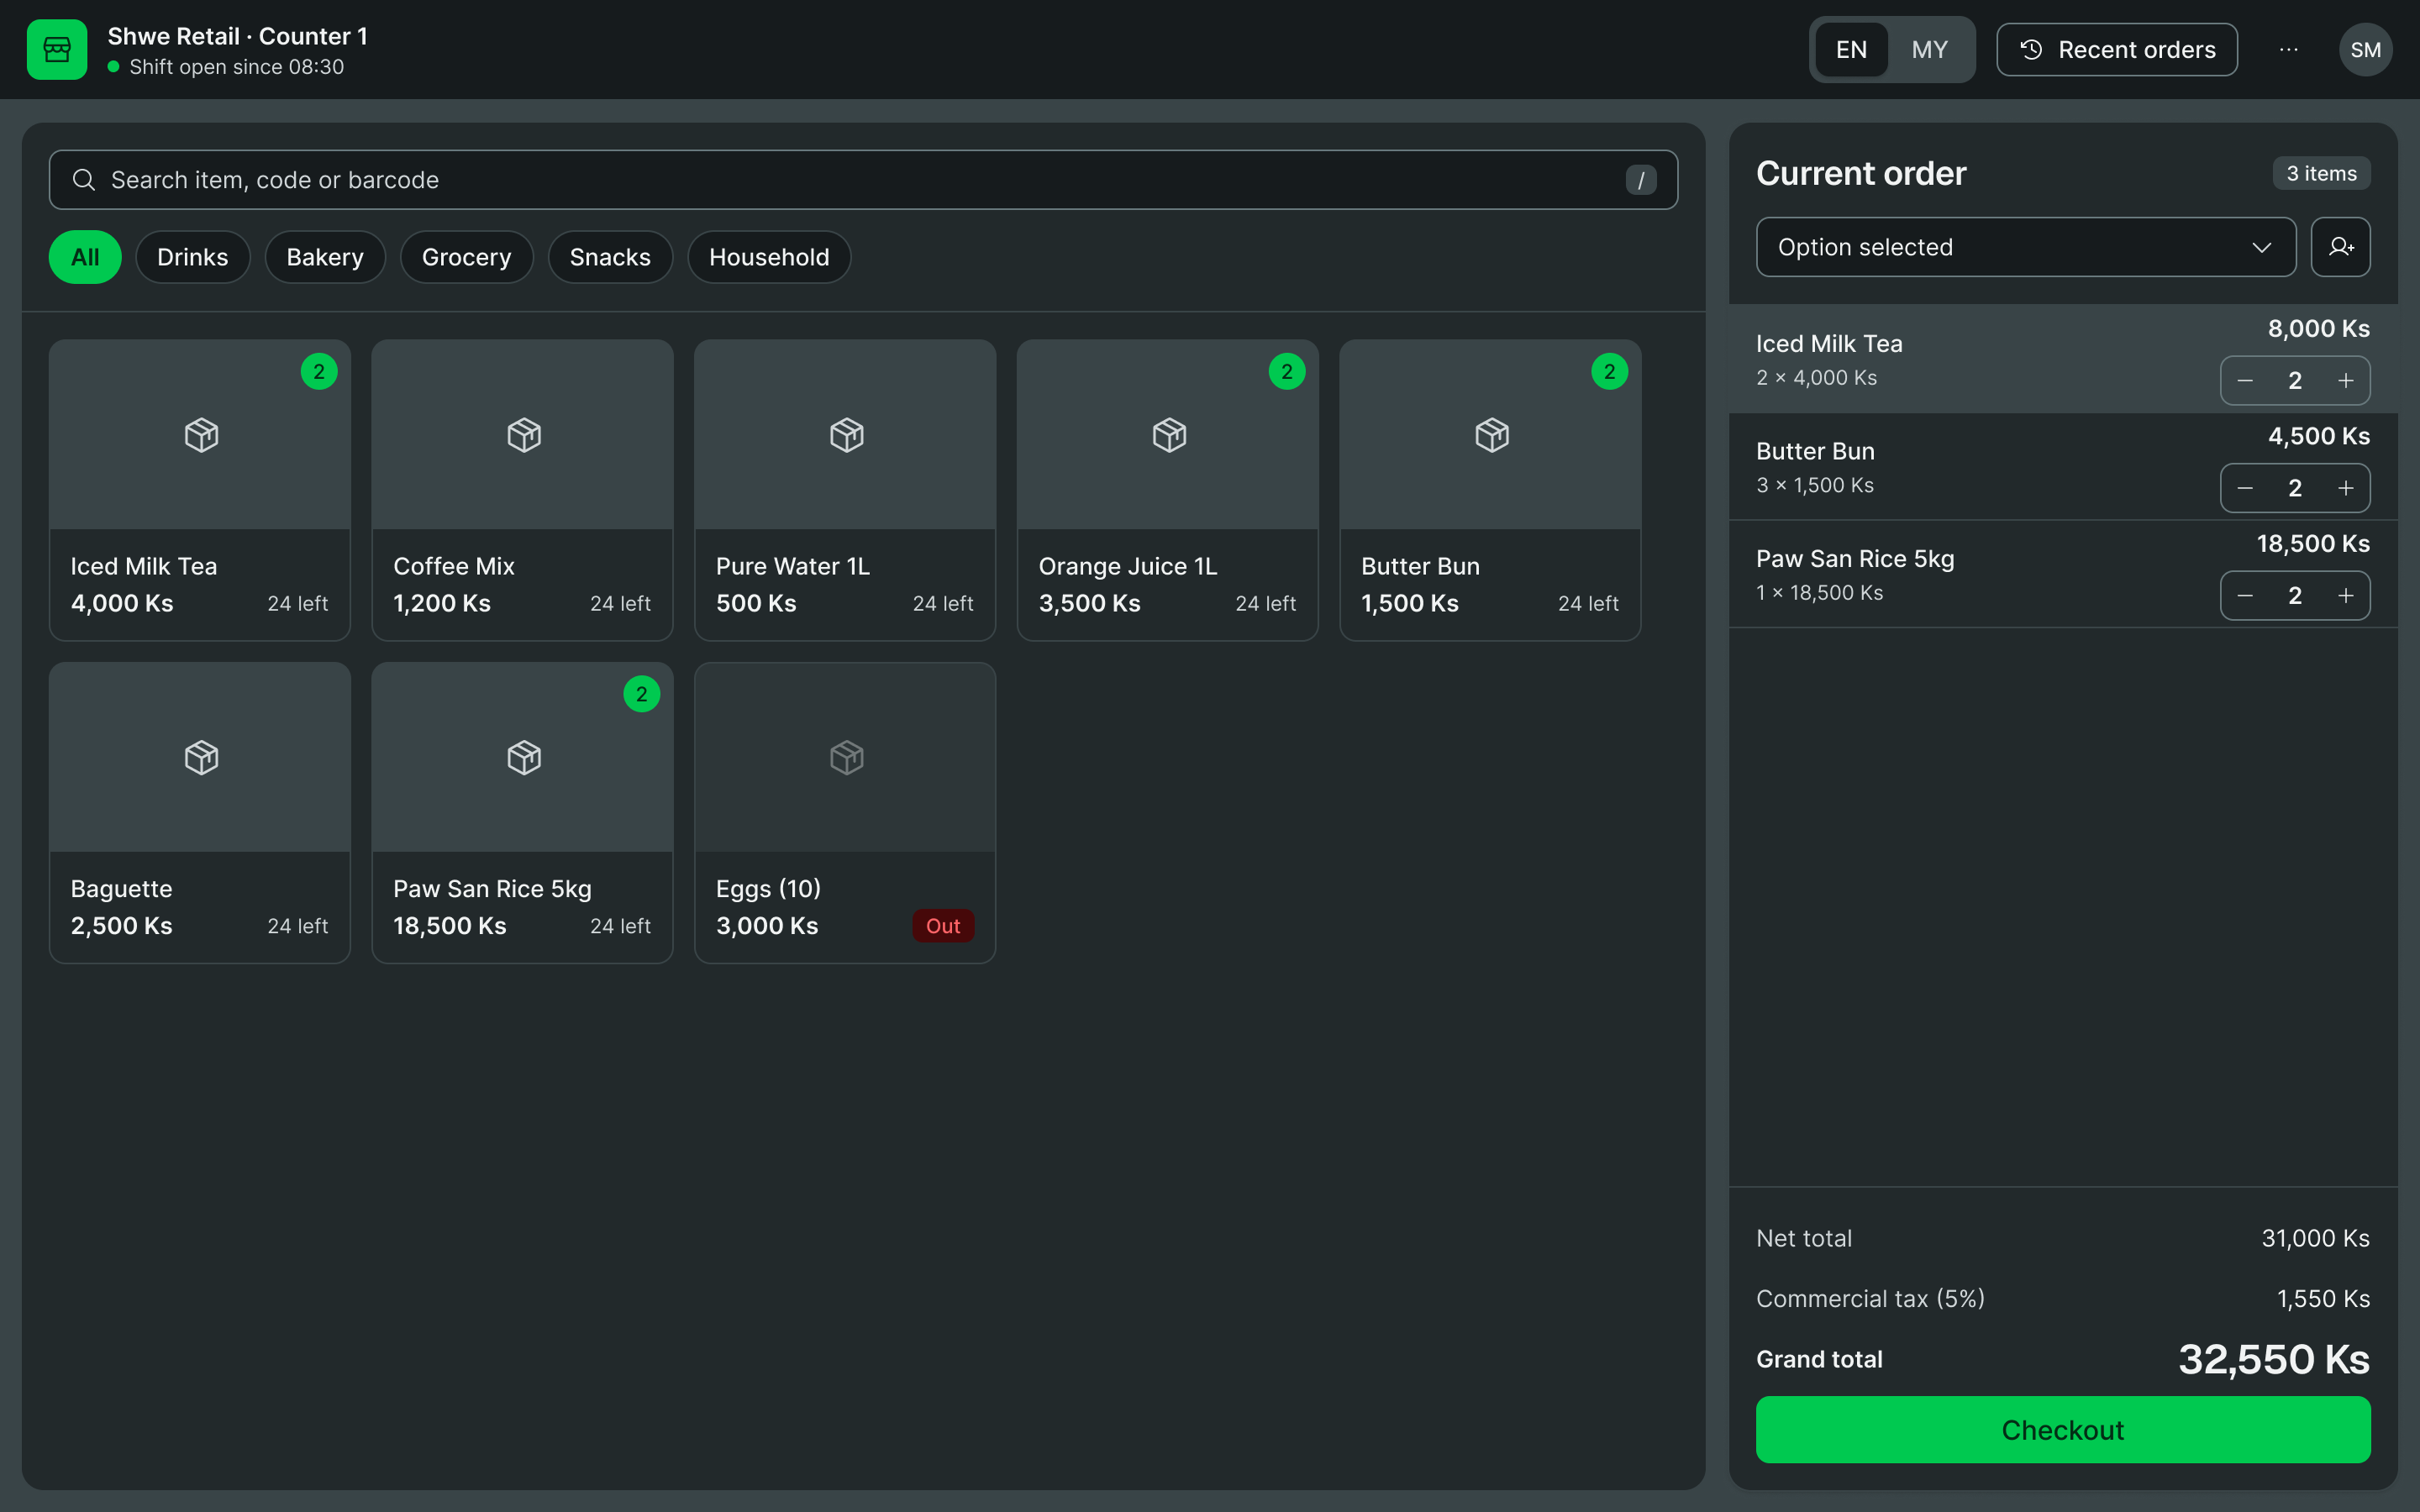 Shwe Retail · Counter 1
Shift open since 08:30
EN
MY
Recent orders
SM
Search item, code or barcode
/
All
Drinks
Bakery
Grocery
Snacks
Household
2
Iced Milk Tea
4,000 Ks
24 left
Coffee Mix
1,200 Ks
24 left
Pure Water 1L
500 Ks
24 left
2
Orange Juice 1L
3,500 Ks
24 left
2
Butter Bun
1,500 Ks
24 left
Baguette
2,500 Ks
24 left
2
Paw San Rice 5kg
18,500 Ks
24 left
Eggs (10)
3,000 Ks
Out
Current order
3 items
Option selected
Iced Milk Tea
2 × 4,000 Ks
8,000 Ks
2
Butter Bun
3 × 1,500 Ks
4,500 Ks
2
Paw San Rice 5kg
1 × 18,500 Ks
18,500 Ks
2
Net total
31,000 Ks
Commercial tax (5%)
1,550 Ks
Grand total
32,550 Ks
Checkout